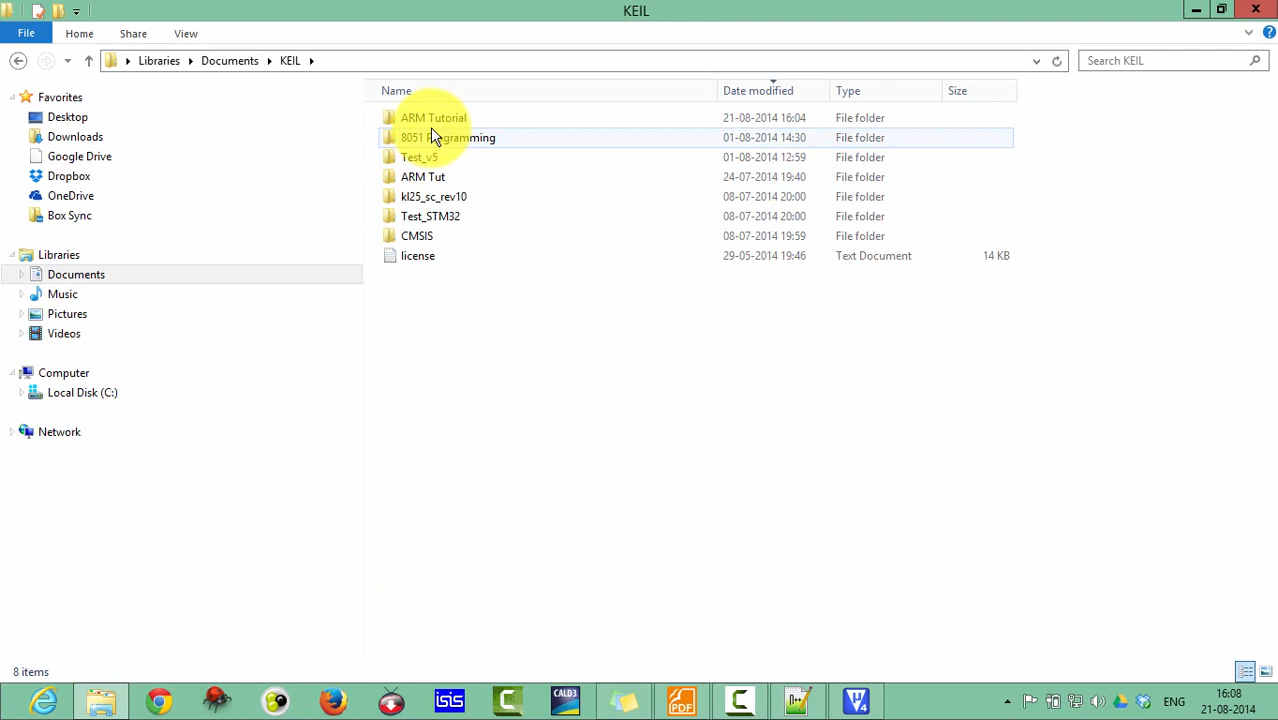 KEIL
File Home Share View
Libraries Documents KEIL
Search KEIL
Name Date modified Type Size
Favorites
Desktop
Downloads
Google Drive
Dropbox
OneDrive
Box Sync
Libraries
Documents
Music
Pictures
Videos
Computer
Local Disk (C:)
Network
ARM Tutorial 21-08-2014 16:04 File folder
8051 Programming 01-08-2014 14:30 File folder
Test_v5 01-08-2014 12:59 File folder
ARM Tut 24-07-2014 19:40 File folder
kl25_sc_rev10 08-07-2014 20:00 File folder
Test_STM32 08-07-2014 20:00 File folder
CMSIS 08-07-2014 19:59 File folder
license 29-05-2014 19:46 Text Document 14 KB
8 items
isis
CALD3
PDF
V4
ENG
16:08
21-08-2014